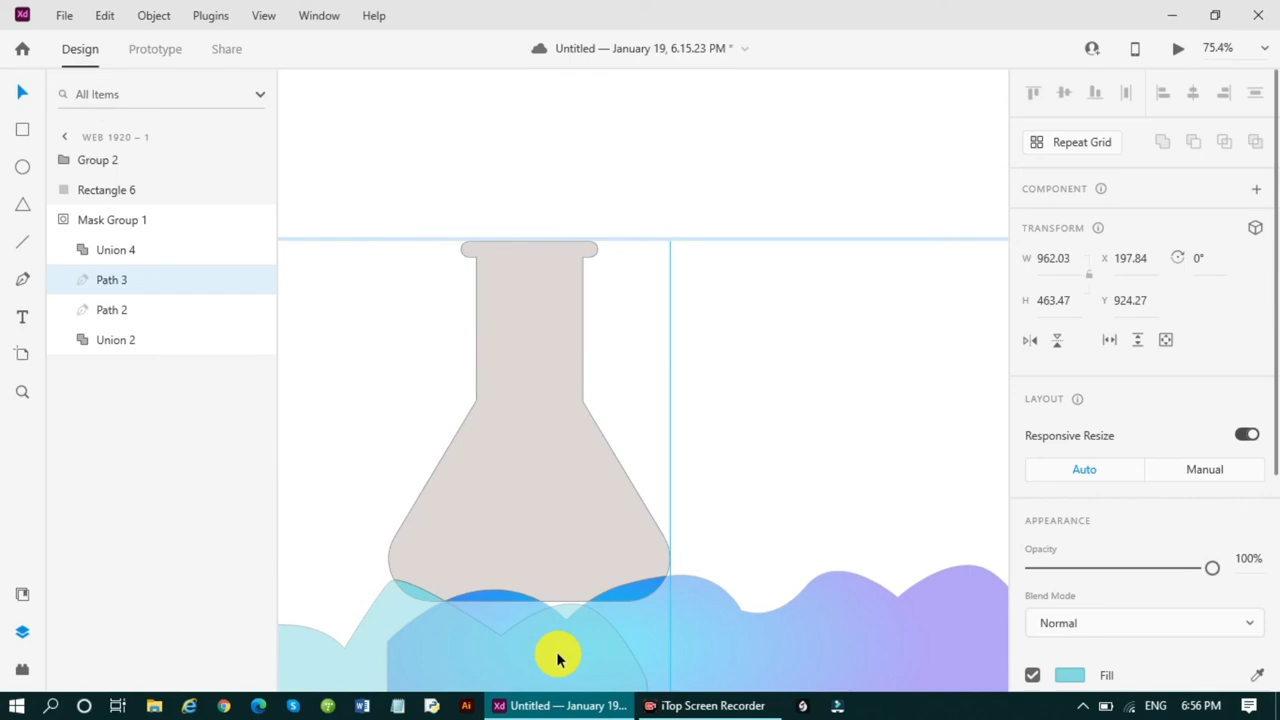 Xd File Edit Object Plugins View Window Help
Design Prototype Share Untitled — January 19, 6.15.23 PM * 75.4%
All Items
WEB 1920 – 1
Group 2
Rectangle 6
Mask Group 1
Union 4
Path 3
Path 2
Union 2
Repeat Grid
COMPONENT
TRANSFORM
W 962.03 X 197.84 0°
H 463.47 Y 924.27
LAYOUT
Responsive Resize
Auto Manual
APPEARANCE
Opacity
100%
Blend Mode
Normal
Fill
Untitled — January 19... iTop Screen Recorder ENG 6:56 PM